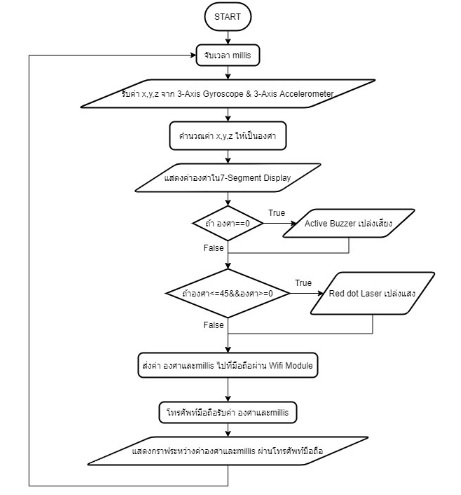 START
จับเวลา millis
รับค่า x,y,z จาก 3-Axis Gyroscope & 3-Axis Accelerometer
คำนวณค่า x,y,z ให้เป็นองศา
แสดงค่าองศาใน7-Segment Display
ถ้า องศา==0
True
Active Buzzer เปล่งเสียง
False
ถ้าองศา<=45&&องศา>=0
True
Red dot Laser เปล่งแสง
False
ส่งค่า องศาและmillis ไปที่มือถือผ่าน Wifi Module
โทรศัพท์มือถือรับค่า องศาและmillis
แสดงกราฟระหว่างค่าองศาและmillis ผ่านโทรศัพท์มือถือ